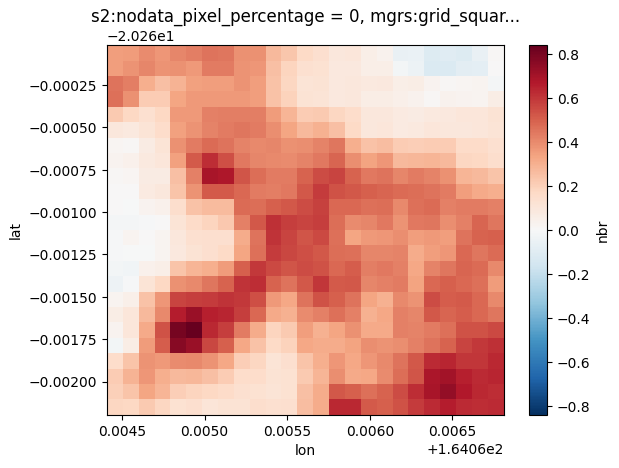 s2:nodata_pixel_percentage = 0, mgrs:grid_squar...
−2.026e1
−0.00025
−0.00050
−0.00075
−0.00100
−0.00125
−0.00150
−0.00175
−0.00200
lat
0.0045 0.0050 0.0055 0.0060 0.0065
lon
+1.6406e2
0.8
0.6
0.4
0.2
0.0
−0.2
−0.4
−0.6
−0.8
nbr